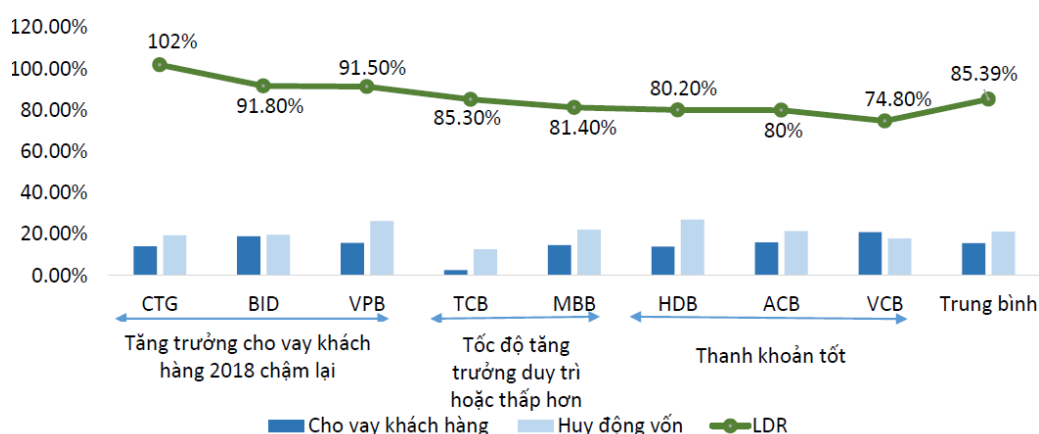 120.00%
100.00%
80.00%
60.00%
40.00%
20.00%
0.00%
102%
91.80%
91.50%
85.30%
81.40%
80.20%
80%
74.80%
85.39%
CTG
BID
VPB
TCB
MBB
HDB
ACB
VCB
Trung bình
Tăng trưởng cho vay khách
hàng 2018 chậm lại
Tốc độ tăng
trưởng duy trì
hoặc thấp hơn
Thanh khoản tốt
Cho vay khách hàng
Huy động vốn
LDR